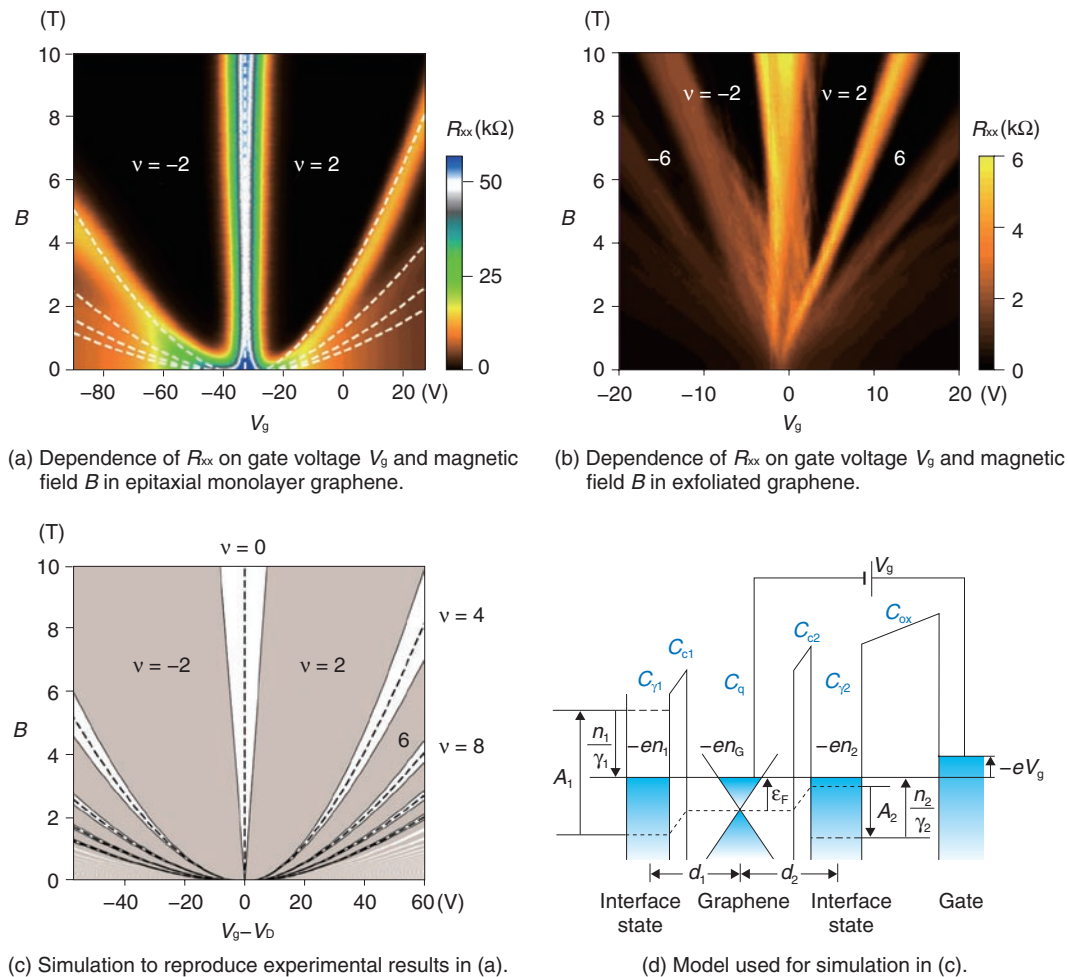 (T)
10
8
6
4
2
0
B
ν = -2
ν = 2
-80
-60
-40
-20
0
20 (V)
Vg
Rxx (kΩ)
50
25
0
(a) Dependence of Rxx on gate voltage Vg and magnetic
field B in epitaxial monolayer graphene.
(T)
10
8
6
4
2
0
B
ν = -2
ν = 2
-6
6
-20
-10
0
10
20 (V)
Vg
Rxx (kΩ)
6
4
2
0
(b) Dependence of Rxx on gate voltage Vg and magnetic
field B in exfoliated graphene.
(T)
ν = 0
10
8
6
4
2
0
B
ν = -2
ν = 2
ν = 4
6
ν = 8
-40
-20
0
20
40
60 (V)
Vg – VD
(c) Simulation to reproduce experimental results in (a).
Vg
Cox
Cc1
Cc2
Cγ1
Cq
Cγ2
n1
γ1
-en1
-enG
-en2
-eVg
A1
εF
A2
n2
γ2
d1
d2
Interface
state
Graphene
Interface
state
Gate
(d) Model used for simulation in (c).